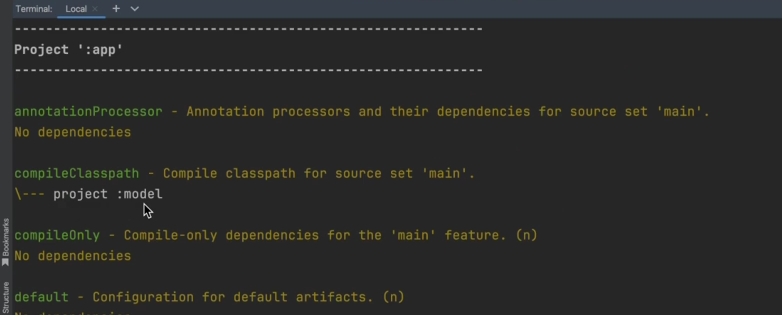 Terminal: Local
------------------------------------------------------------
Project ':app'
------------------------------------------------------------
annotationProcessor - Annotation processors and their dependencies for source set 'main'.
No dependencies
compileClasspath - Compile classpath for source set 'main'.
\--- project :model
compileOnly - Compile-only dependencies for the 'main' feature. (n)
No dependencies
default - Configuration for default artifacts. (n)
No dependencies
Bookmarks
Structure